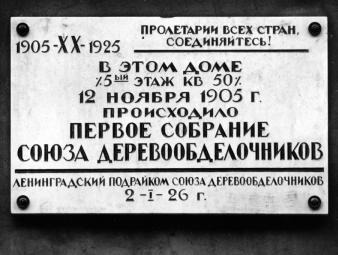 ПРОЛЕТАРИИ ВСЕХ СТРАН,
1905-XX-1925 СОЕДИНЯЙТЕСЬ!
В ЭТОМ ДОМЕ
/5ый ЭТАЖ КВ 50/.
12 НОЯБРЯ 1905 Г.
ПРОИСХОДИЛО
ПЕРВОЕ СОБРАНИЕ
СОЮЗА ДЕРЕВООБДЕЛОЧНИКОВ
ЛЕНИНГРАДСКИЙ ПОДРАЙКОМ СОЮЗА ДЕРЕВООБДЕЛОЧНИКОВ
2-I-26 г.